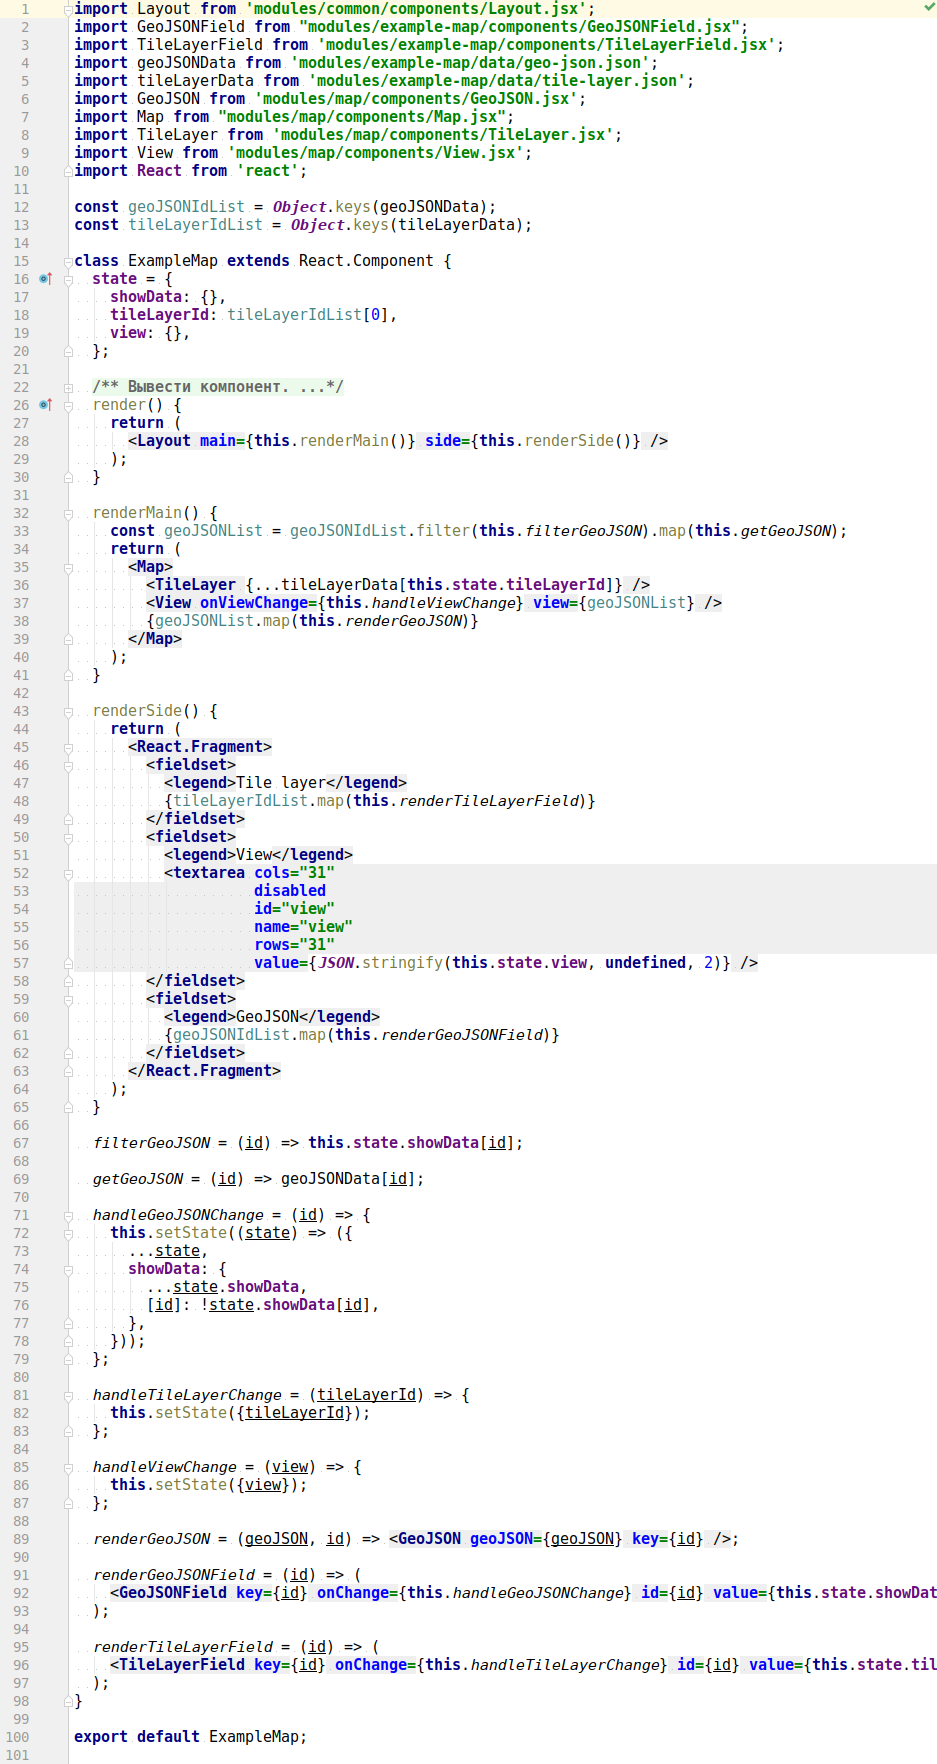 1 import Layout from 'modules/common/components/Layout.jsx';
2 import GeoJSONField from "modules/example-map/components/GeoJSONField.jsx";
3 import TileLayerField from 'modules/example-map/components/TileLayerField.jsx';
4 import geoJSONData from 'modules/example-map/data/geo-json.json';
5 import tileLayerData from 'modules/example-map/data/tile-layer.json';
6 import GeoJSON from 'modules/map/components/GeoJSON.jsx';
7 import Map from "modules/map/components/Map.jsx";
8 import TileLayer from 'modules/map/components/TileLayer.jsx';
9 import View from 'modules/map/components/View.jsx';
10 import React from 'react';
11
12 const geoJSONIdList = Object.keys(geoJSONData);
13 const tileLayerIdList = Object.keys(tileLayerData);
14
15 class ExampleMap extends React.Component {
16   state = {
17     showData: {},
18     tileLayerId: tileLayerIdList[0],
19     view: {},
20   };
21
22   /** Вывести компонент. ...*/
26   render() {
27     return (
28       <Layout main={this.renderMain()} side={this.renderSide()} />
29     );
30   }
31
32   renderMain() {
33     const geoJSONList = geoJSONIdList.filter(this.filterGeoJSON).map(this.getGeoJSON);
34     return (
35       <Map>
36         <TileLayer {...tileLayerData[this.state.tileLayerId]} />
37         <View onViewChange={this.handleViewChange} view={geoJSONList} />
38         {geoJSONList.map(this.renderGeoJSON)}
39       </Map>
40     );
41   }
42
43   renderSide() {
44     return (
45       <React.Fragment>
46         <fieldset>
47           <legend>Tile layer</legend>
48           {tileLayerIdList.map(this.renderTileLayerField)}
49         </fieldset>
50         <fieldset>
51           <legend>View</legend>
52           <textarea cols="31"
53                     disabled
54                     id="view"
55                     name="view"
56                     rows="31"
57                     value={JSON.stringify(this.state.view, undefined, 2)} />
58         </fieldset>
59         <fieldset>
60           <legend>GeoJSON</legend>
61           {geoJSONIdList.map(this.renderGeoJSONField)}
62         </fieldset>
63       </React.Fragment>
64     );
65   }
66
67   filterGeoJSON = (id) => this.state.showData[id];
68
69   getGeoJSON = (id) => geoJSONData[id];
70
71   handleGeoJSONChange = (id) => {
72     this.setState((state) => ({
73       ...state,
74       showData: {
75         ...state.showData,
76         [id]: !state.showData[id],
77       },
78     }));
79   };
80
81   handleTileLayerChange = (tileLayerId) => {
82     this.setState({tileLayerId});
83   };
84
85   handleViewChange = (view) => {
86     this.setState({view});
87   };
88
89   renderGeoJSON = (geoJSON, id) => <GeoJSON geoJSON={geoJSON} key={id} />;
90
91   renderGeoJSONField = (id) => (
92     <GeoJSONField key={id} onChange={this.handleGeoJSONChange} id={id} value={this.state.showDat
93   );
94
95   renderTileLayerField = (id) => (
96     <TileLayerField key={id} onChange={this.handleTileLayerChange} id={id} value={this.state.til
97   );
98 }
99
100 export default ExampleMap;
101